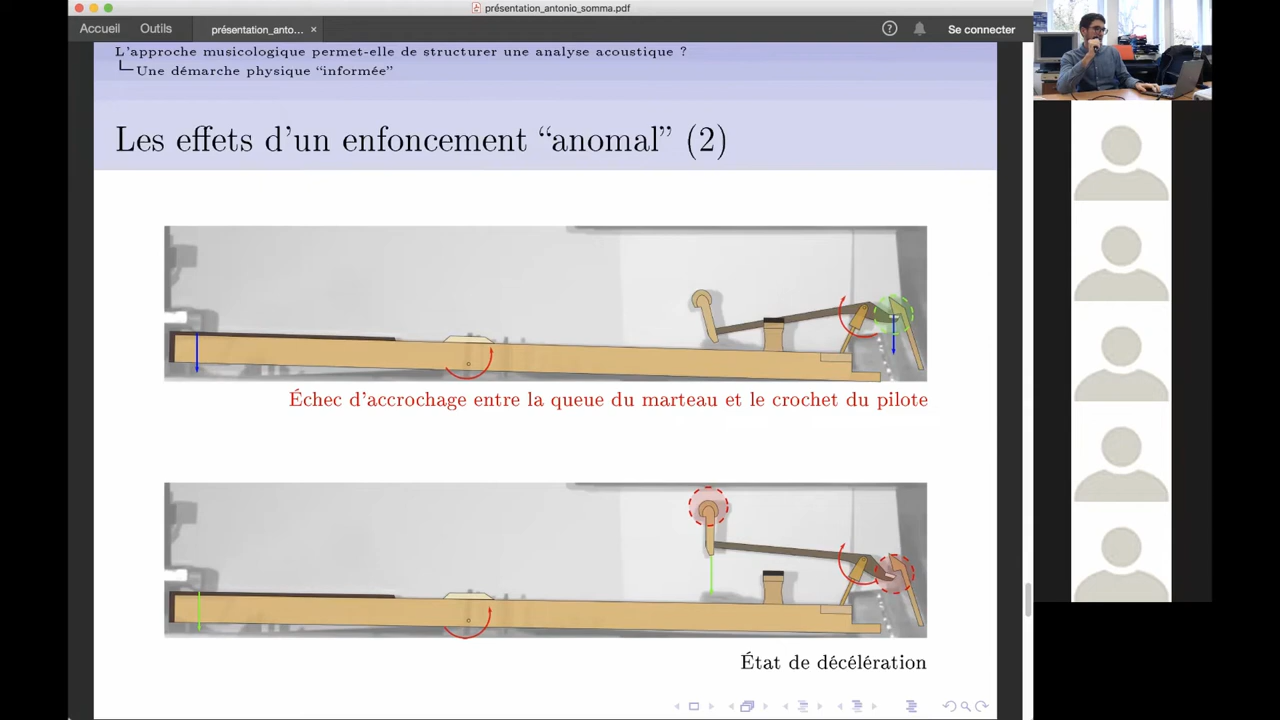 présentation_antonio_somma.pdf
Accueil Outils présentation_anto... × Se connecter
L'approche musicologique permet-elle de structurer une analyse acoustique ?
Une démarche physique “informée”
Les effets d'un enfoncement “anomal” (2)
Échec d'accrochage entre la queue du marteau et le crochet du pilote
État de décélération